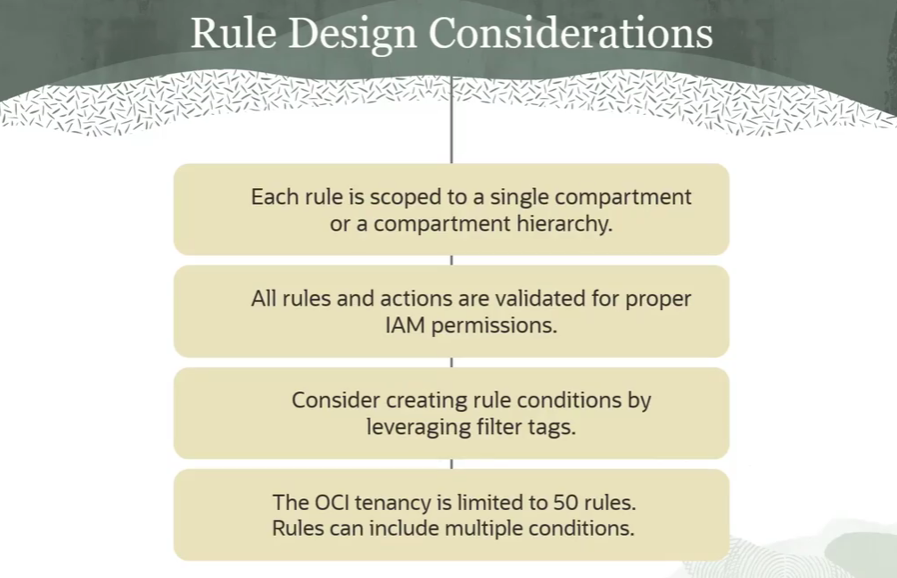 Rule Design Considerations
Each rule is scoped to a single compartment
or a compartment hierarchy.
All rules and actions are validated for proper
IAM permissions.
Consider creating rule conditions by
leveraging filter tags.
The OCI tenancy is limited to 50 rules.
Rules can include multiple conditions.